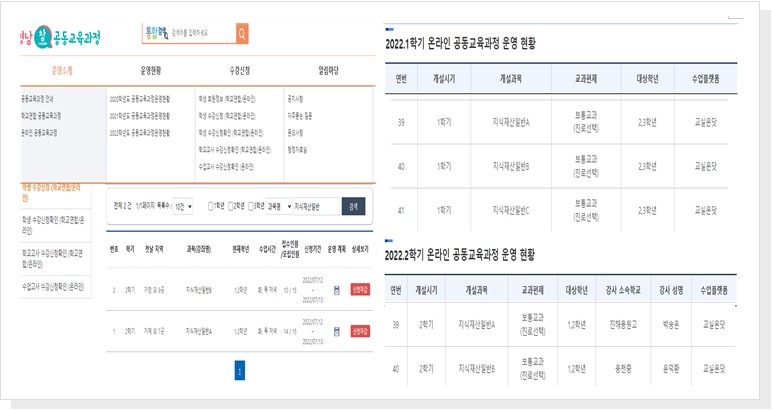 참 공동교육과정
통합검색 검색어를 입력하세요
운영소개 운영현황 수강신청 알림마당
공동교육과정 안내
학교연합 공동교육과정
온라인 공동교육과정
2020학년도 공동교육과정운영현황
2021학년도 공동교육과정운영현황
2022학년도 공동교육과정운영현황
학생 회원정보 (학교연합/온라인)
학생 수강신청 (학교연합/온라인)
학생 수강신청확인 (학교연합/온라인)
학교고사 수강신청확인 (학교연합/온라인)
수업교사 수강신청확인 (온라인)
공지사항
자주묻는 질문
문의사항
행정자료실
학생 수강신청 (학교연합/온라
인)
학생 수강신청확인 (학교연합/온
라인)
학교고사 수강신청확인 (학교연
합/온라인)
수업교사 수강신청확인 (온라인)
전체 2 건 1/1페이지 목록수 : 10건 1학년 2학년 3학년 과목명 지식재산일반 검색
번호 학기 첫날 지역 과목(강좌명) 현재학년 수업시간 접수인원/모집인원 신청기간 운영 계획 상세보기
2 2학기 지식재산일반B 1,2학년 화, 목 저녁 10 / 15 2022/07/12 ~ 2022/07/13 신청마감
1 2학기 지식재산일반A 1,2학년 화, 목 저녁 14 / 15 2022/07/12 ~ 2022/07/13 신청마감
1
2022.1학기 온라인 공동교육과정 운영 현황
연번 개설시기 개설과목 교과편제 대상학년 수업플랫폼
39 1학기 지식재산일반A 보통교과(진로선택) 2,3학년 교실온닷
40 1학기 지식재산일반B 보통교과(진로선택) 2,3학년 교실온닷
41 1학기 지식재산일반C 보통교과(진로선택) 2,3학년 교실온닷
2022.2학기 온라인 공동교육과정 운영 현황
연번 개설시기 개설과목 교과편제 대상학년 강사 소속학교 강사 성명 수업플랫폼
39 2학기 지식재산일반A 보통교과(진로선택) 1,2학년 진해용원고 박승은 교실온닷
40 2학기 지식재산일반B 보통교과(진로선택) 1,2학년 웅천중 윤덕환 교실온닷